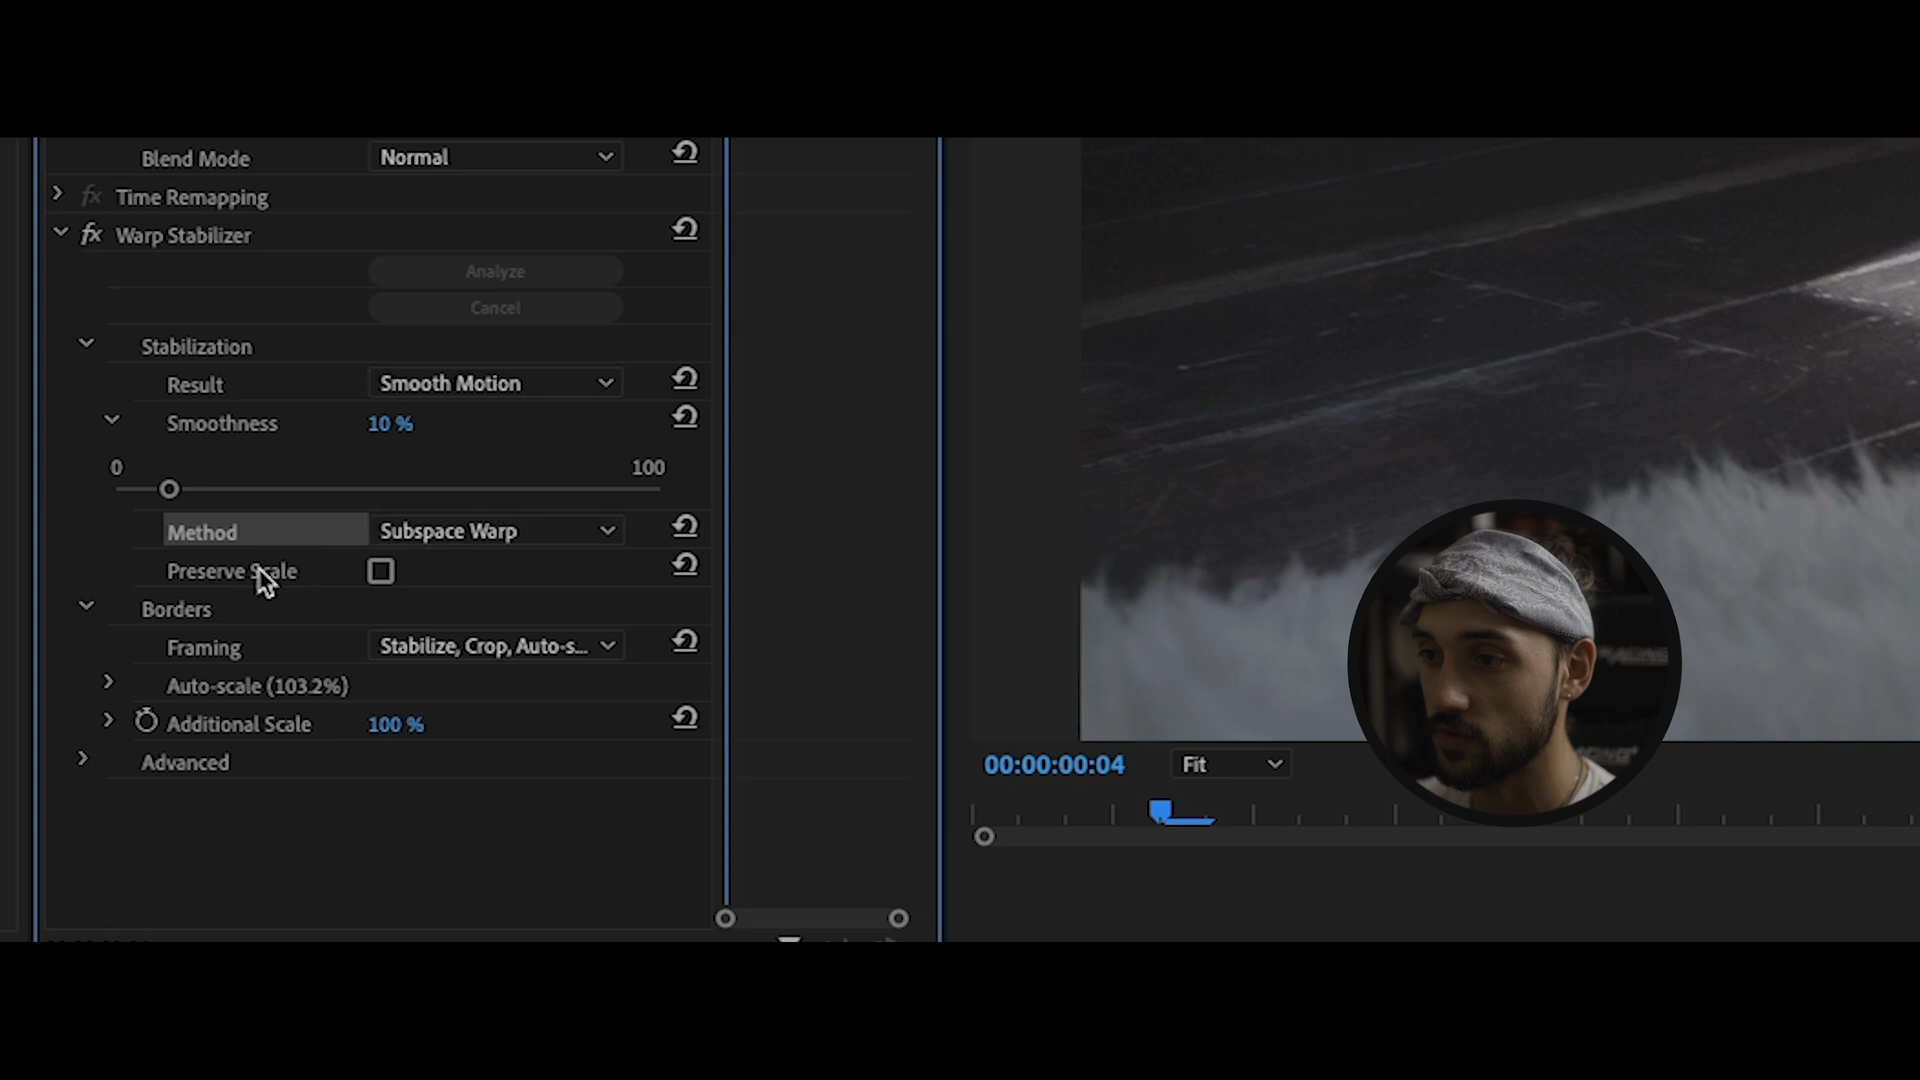 Blend Mode Normal
fx Time Remapping
fx Warp Stabilizer
Analyze
Cancel
Stabilization
Result Smooth Motion
Smoothness 10 %
0 100
Method Subspace Warp
Preserve Scale
Borders
Framing Stabilize, Crop, Auto-s...
Auto-scale (103.2%)
Additional Scale 100 %
Advanced
00:00:00:04 Fit